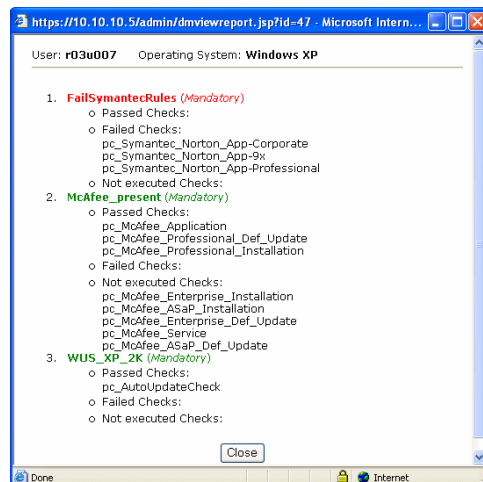 https://10.10.10.5/admin/dmviewreport.jsp?id=47 - Microsoft Intern...
User: r03u007 Operating System: Windows XP
1. FailSymantecRules (Mandatory)
o Passed Checks:
o Failed Checks:
pc_Symantec_Norton_App-Corporate
pc_Symantec_Norton_App-9x
pc_Symantec_Norton_App-Professional
o Not executed Checks:
2. McAfee_present (Mandatory)
o Passed Checks:
pc_McAfee_Application
pc_McAfee_Professional_Def_Update
pc_McAfee_Professional_Installation
o Failed Checks:
o Not executed Checks:
pc_McAfee_Enterprise_Installation
pc_McAfee_ASaP_Installation
pc_McAfee_Enterprise_Def_Update
pc_McAfee_Service
pc_McAfee_ASaP_Def_Update
3. WUS_XP_2K (Mandatory)
o Passed Checks:
pc_AutoUpdateCheck
o Failed Checks:
o Not executed Checks:
Close
Done Internet